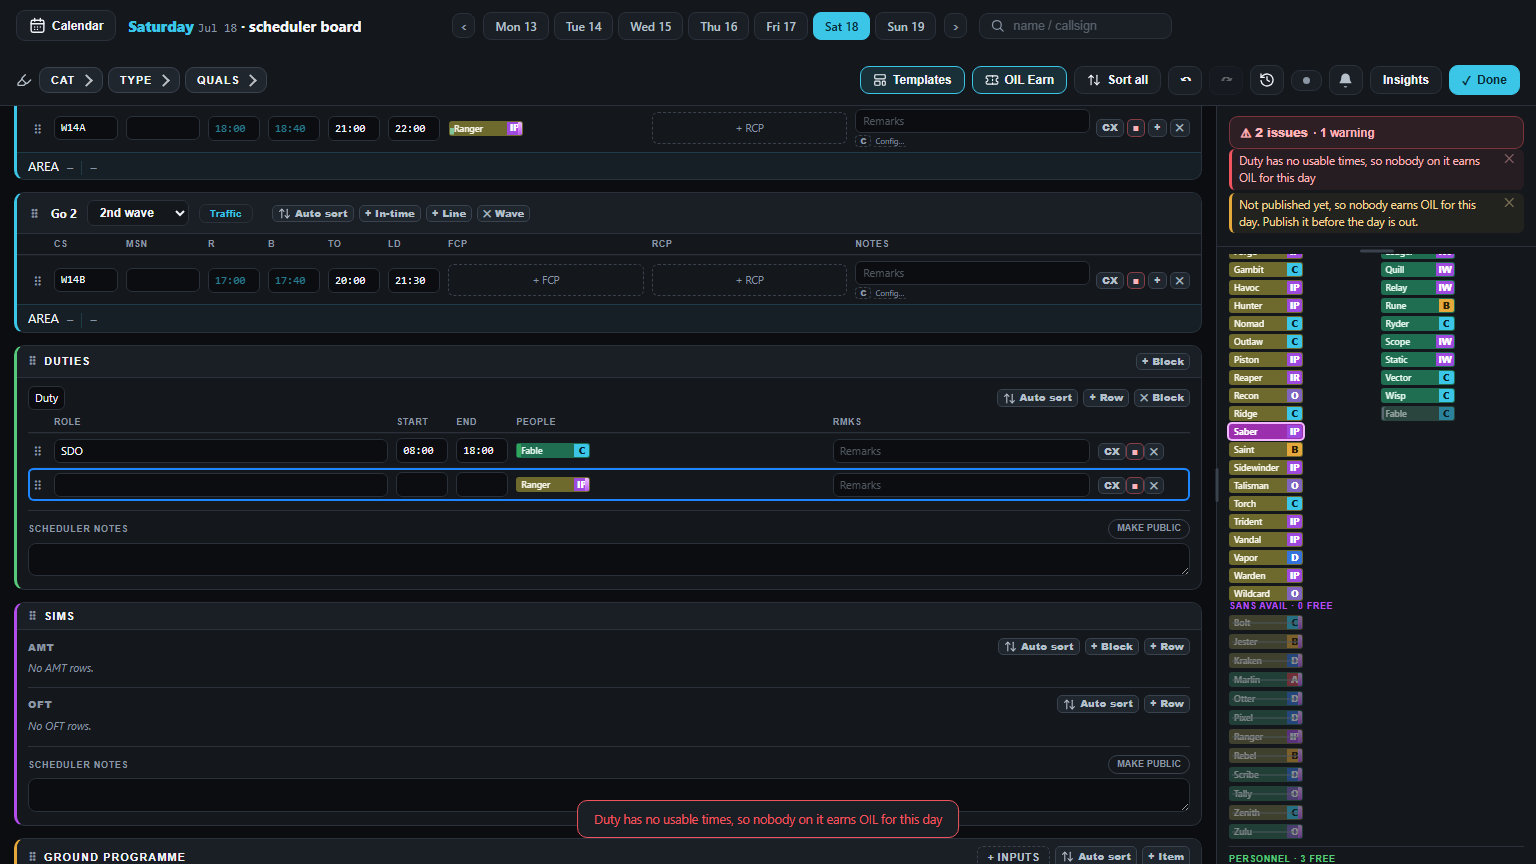 Calendar
Saturday Jul 18 · scheduler board
Mon 13
Tue 14
Wed 15
Thu 16
Fri 17
Sat 18
Sun 19
name / callsign
CAT
TYPE
QUALS
Templates
OIL Earn
Sort all
Insights
✓ Done
W14A
18:00
18:40
21:00
22:00
Ranger IP
+ RCP
Remarks
C Config...
CX
AREA – –
Go 2
2nd wave
Traffic
Auto sort
+ In-time
+ Line
✕ Wave
CS MSN R B TO LD FCP RCP NOTES
W14B
17:00
17:40
20:00
21:30
+ FCP
+ RCP
Remarks
C Config...
CX
AREA – –
DUTIES
+ Block
Duty
Auto sort
+ Row
✕ Block
ROLE START END PEOPLE RMKS
SDO
08:00
18:00
Fable C
Remarks
CX
Ranger IP
Remarks
CX
SCHEDULER NOTES
MAKE PUBLIC
SIMS
AMT
Auto sort
+ Block
+ Row
No AMT rows.
OFT
Auto sort
+ Row
No OFT rows.
SCHEDULER NOTES
MAKE PUBLIC
Duty has no usable times, so nobody on it earns OIL for this day
GROUND PROGRAMME
+ INPUTS
Auto sort
+ Item
⚠ 2 issues · 1 warning
Duty has no usable times, so nobody on it earns
OIL for this day
Not published yet, so nobody earns OIL for this
day. Publish it before the day is out.
Gambit C
Havoc IP
Hunter IP
Nomad C
Outlaw C
Piston IP
Reaper IR
Recon O
Ridge C
Saber IP
Saint B
Sidewinder IP
Talisman O
Torch C
Trident IP
Vandal IP
Vapor D
Warden IP
Wildcard O
Quill IW
Relay IW
Rune B
Ryder C
Scope IW
Static IW
Vector C
Wisp C
Fable C
SANS AVAIL · 0 FREE
Bolt C
Jester B
Kraken D
Marlin A
Otter D
Pixel D
Ranger IP
Rebel B
Scribe D
Tally O
Zenith C
Zulu O
PERSONNEL · 3 FREE